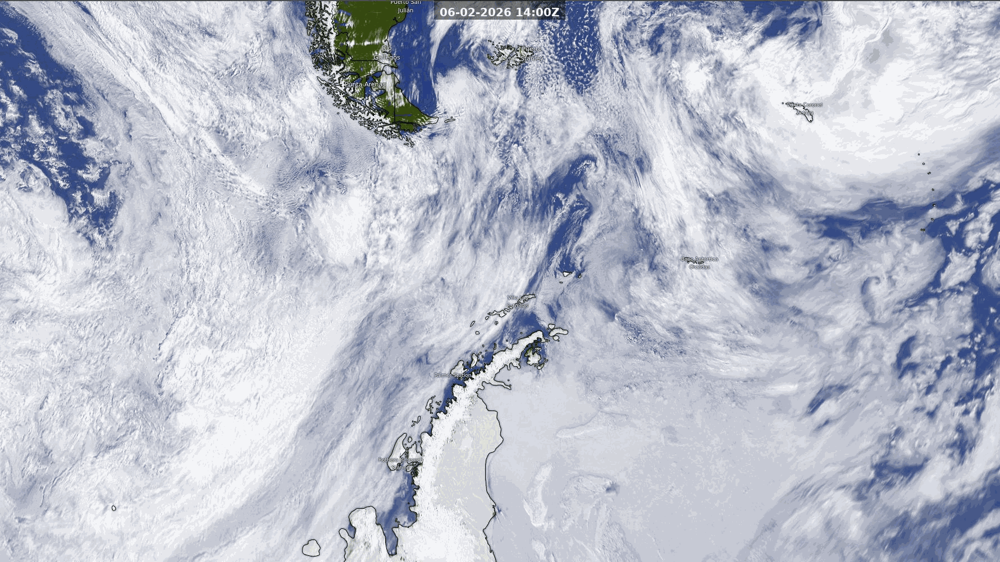 Puerto San
Julián
06-02-2026 14:00Z
Río
Gallegos
Puerto
Stanley
Punta Arenas
Punta Coronel
Zelaya
Base Antártica
Orcadas
Villa Las
Estrellas
Palmer Station
Rothera Research
Station